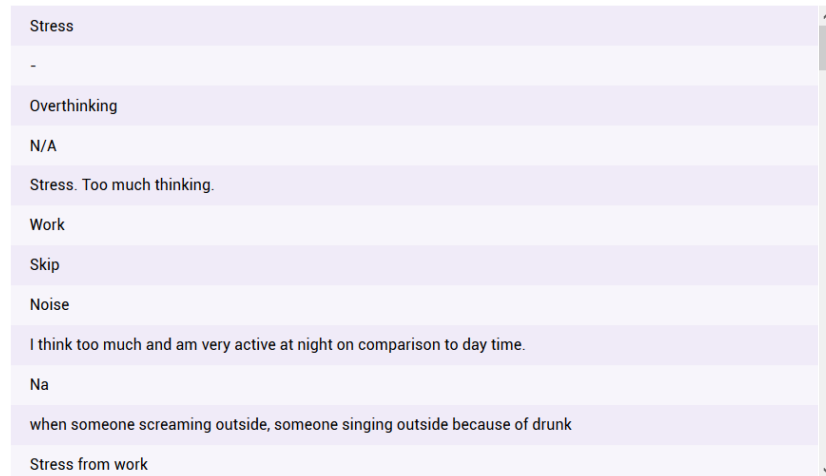 Stress
-
Overthinking
N/A
Stress. Too much thinking.
Work
Skip
Noise
I think too much and am very active at night on comparison to day time.
Na
when someone screaming outside, someone singing outside because of drunk
Stress from work